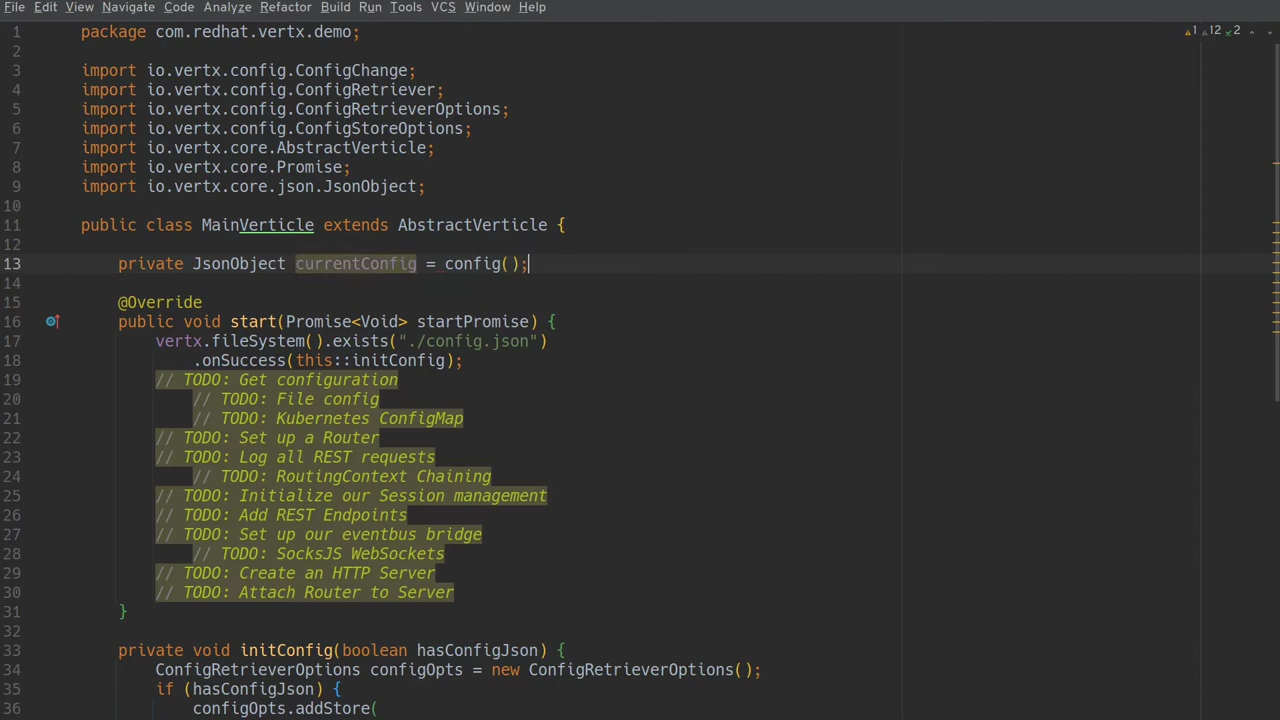 File Edit View Navigate Code Analyze Refactor Build Run Tools VCS Window Help
1 package com.redhat.vertx.demo;
1 12 2
2
3 import io.vertx.config.ConfigChange;
4 import io.vertx.config.ConfigRetriever;
5 import io.vertx.config.ConfigRetrieverOptions;
6 import io.vertx.config.ConfigStoreOptions;
7 import io.vertx.core.AbstractVerticle;
8 import io.vertx.core.Promise;
9 import io.vertx.core.json.JsonObject;
10
11 public class MainVerticle extends AbstractVerticle {
12
13 private JsonObject currentConfig = config();
14
15 @Override
16 public void start(Promise<Void> startPromise) {
17 vertx.fileSystem().exists("./config.json")
18 .onSuccess(this::initConfig);
19 // TODO: Get configuration
20 // TODO: File config
21 // TODO: Kubernetes ConfigMap
22 // TODO: Set up a Router
23 // TODO: Log all REST requests
24 // TODO: RoutingContext Chaining
25 // TODO: Initialize our Session management
26 // TODO: Add REST Endpoints
27 // TODO: Set up our eventbus bridge
28 // TODO: SocksJS WebSockets
29 // TODO: Create an HTTP Server
30 // TODO: Attach Router to Server
31 }
32
33 private void initConfig(boolean hasConfigJson) {
34 ConfigRetrieverOptions configOpts = new ConfigRetrieverOptions();
35 if (hasConfigJson) {
36 configOpts.addStore(